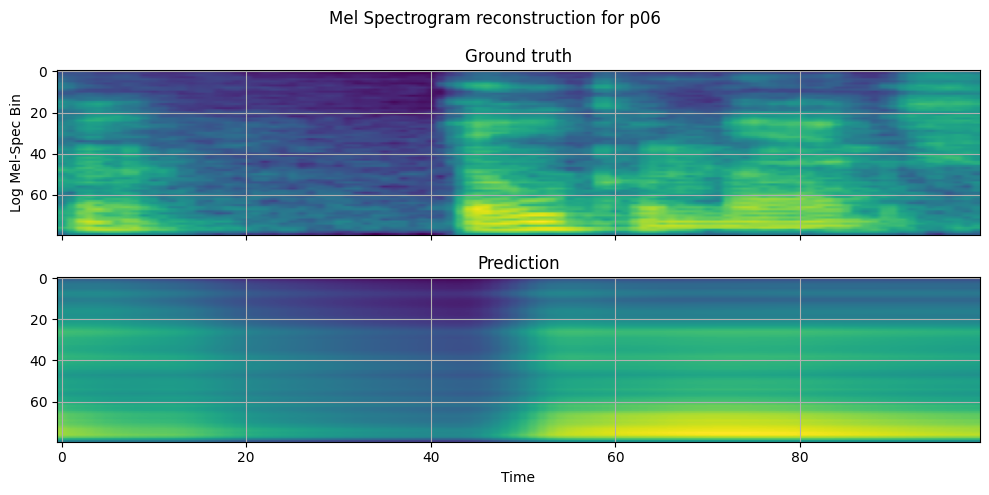 Mel Spectrogram reconstruction for p06
Ground truth
0
20
40
60
Log Mel-Spec Bin
Prediction
0
20
40
60
0 20 40 60 80
Time